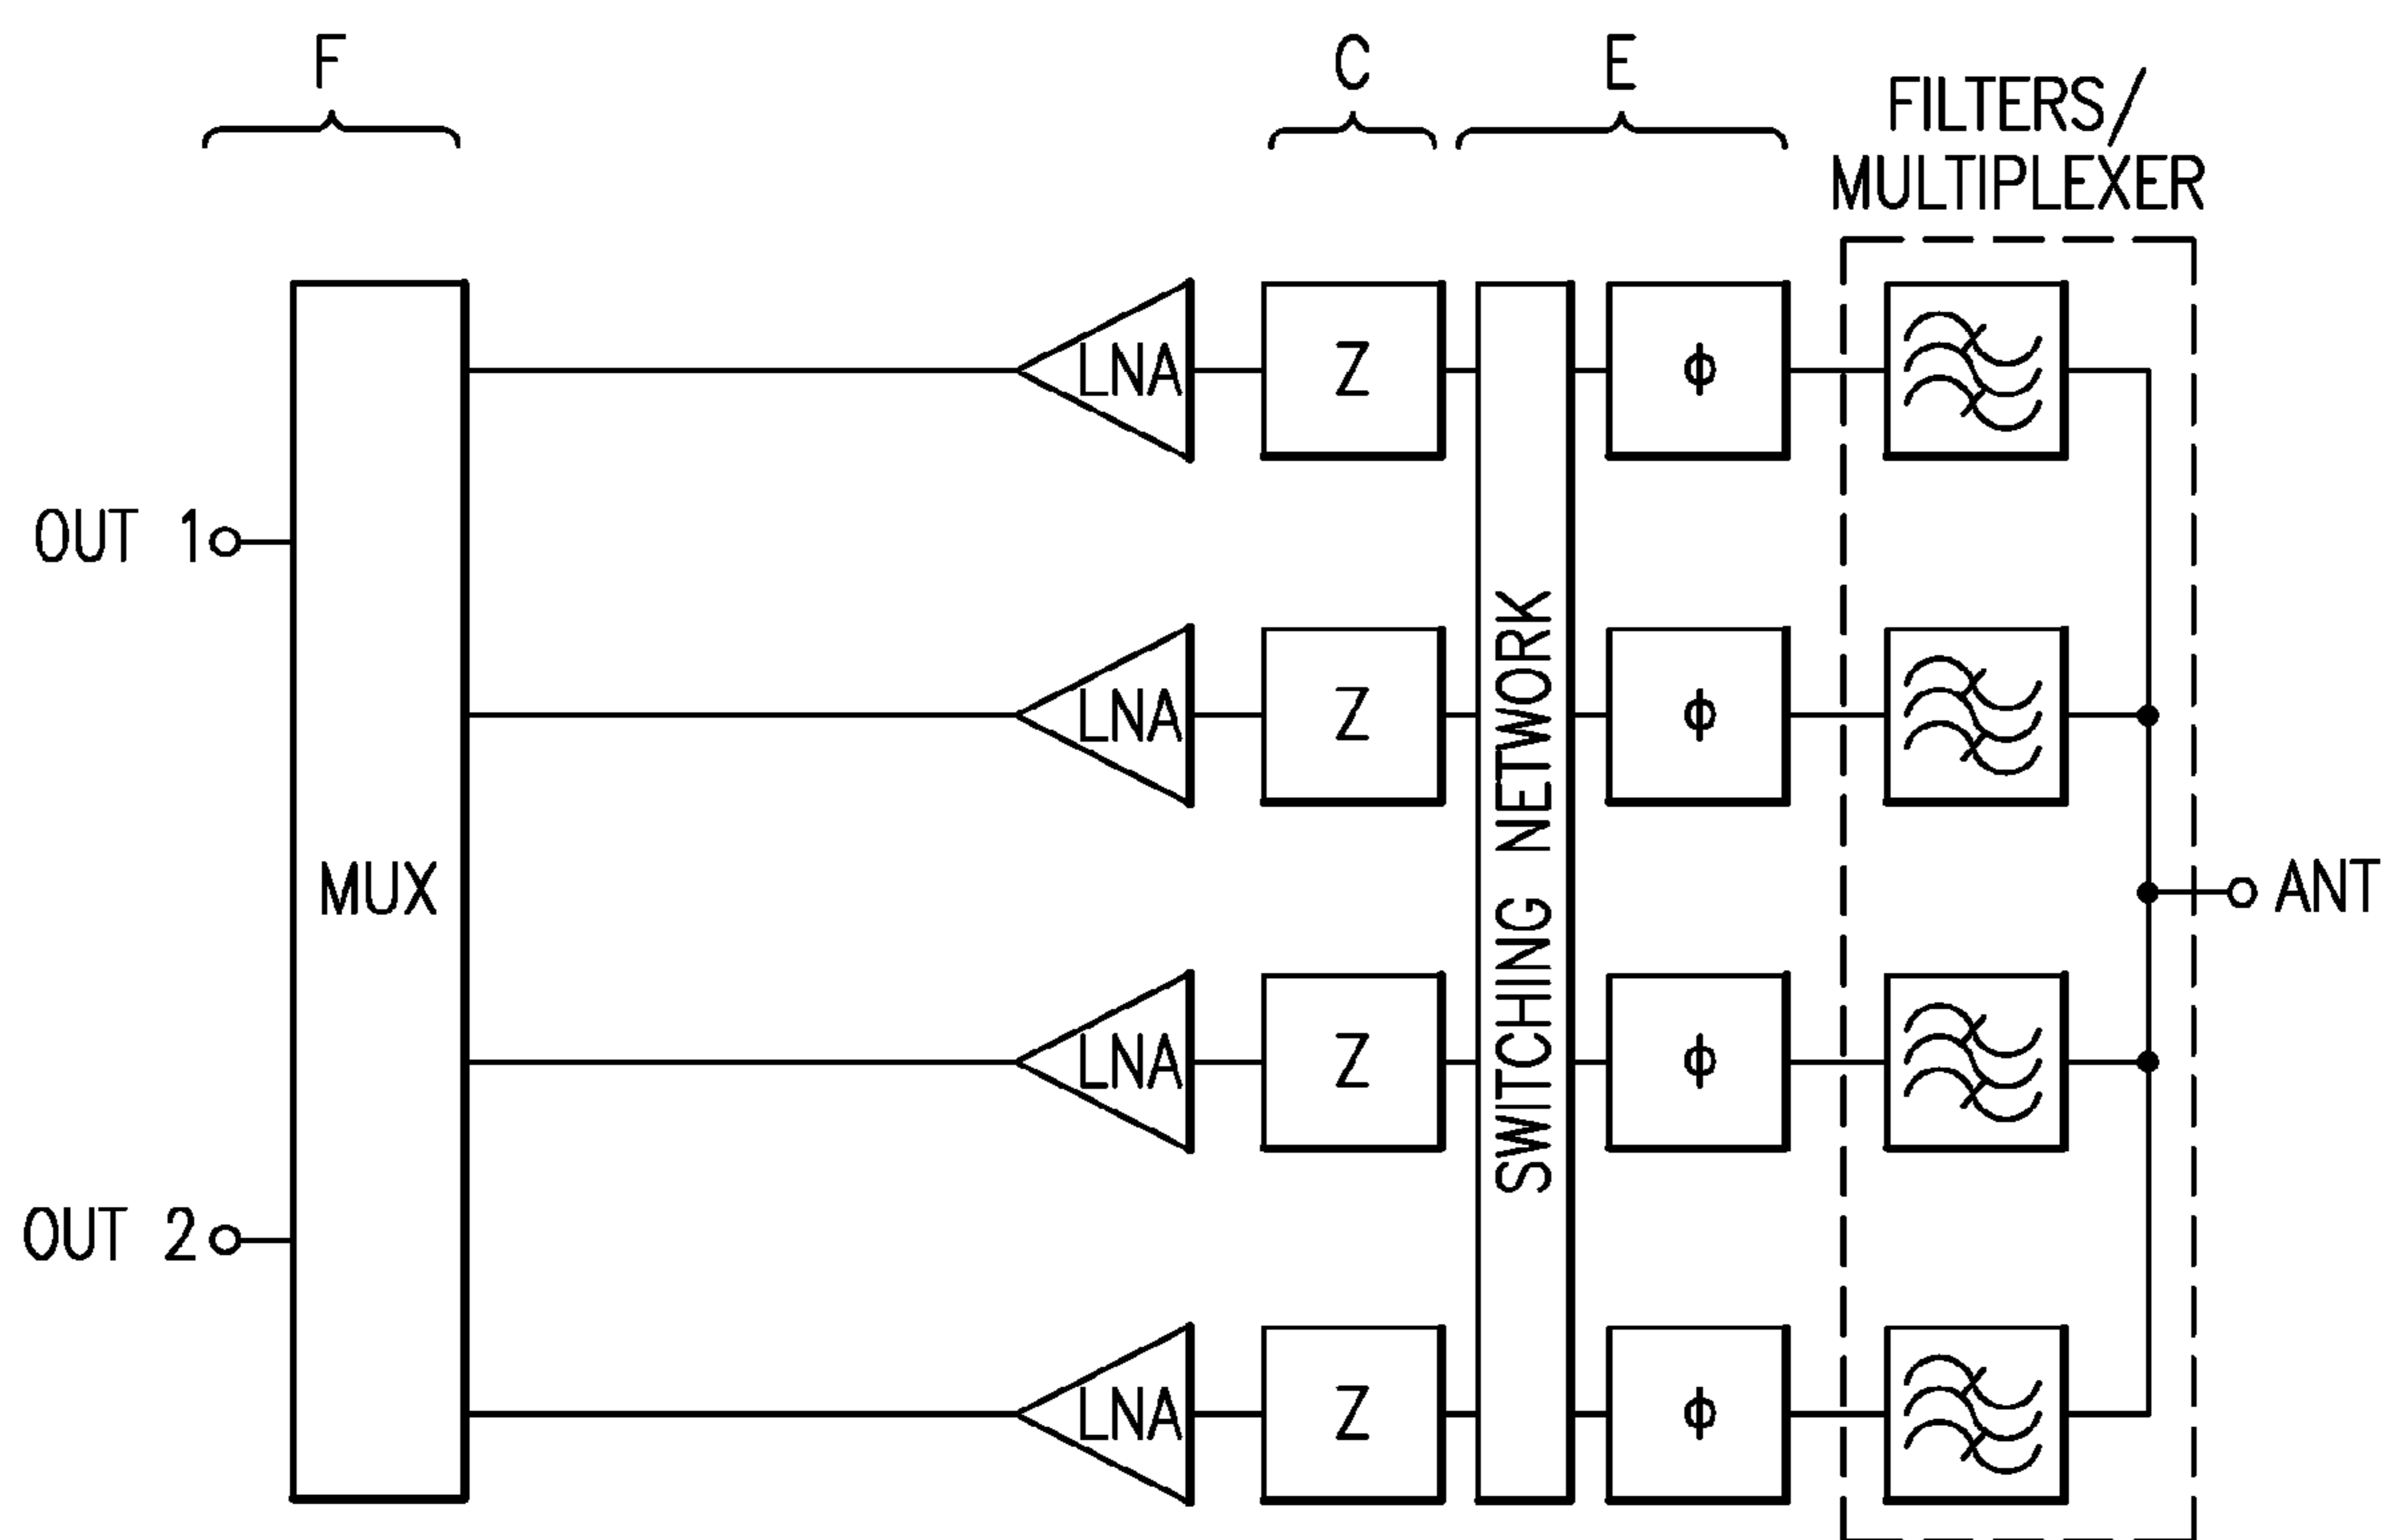 F
C
E
FILTERS/
MULTIPLEXER
LNA
Z
ϕ
OUT 1
LNA
Z
ϕ
SWITCHING NETWORK
MUX
ANT
LNA
Z
ϕ
OUT 2
LNA
Z
ϕ